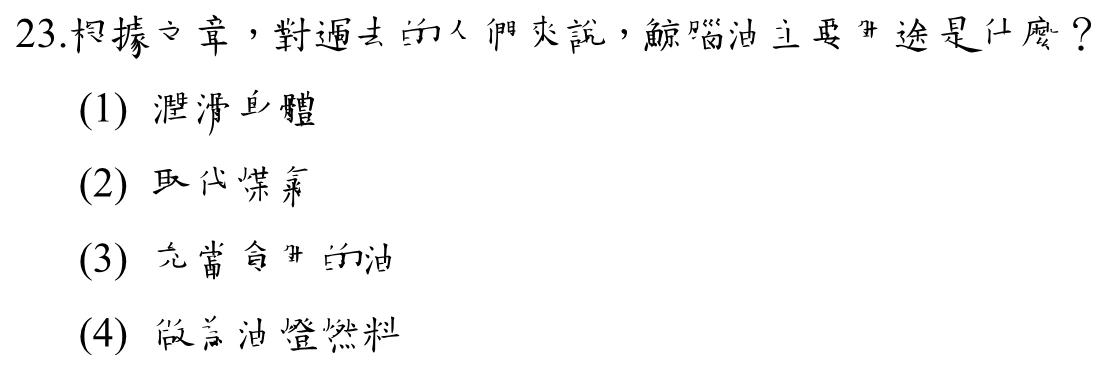 23.根據文章，對過去的人們來說，鯨腦油主要用途是什麼？
(1) 潤滑身體
(2) 取代煤氣
(3) 充當食用的油
(4) 做為油燈燃料